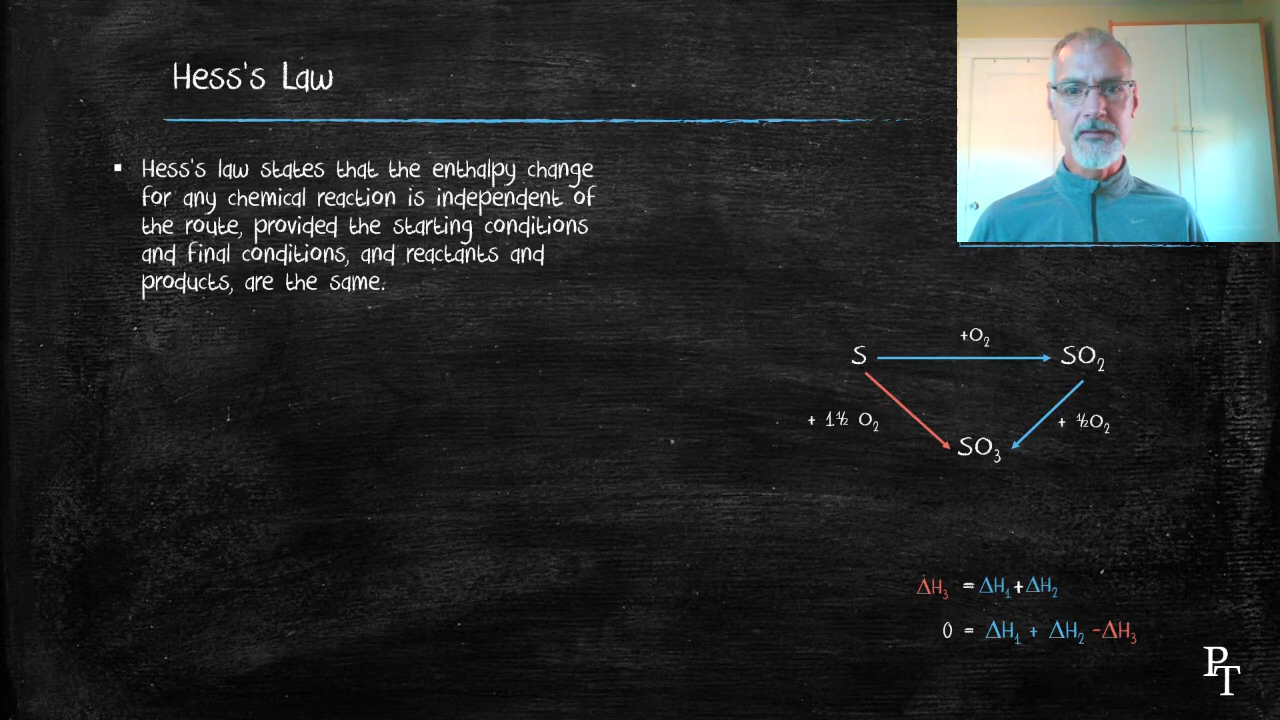 Hess's Law
▪ Hess's law states that the enthalpy change
for any chemical reaction is independent of
the route, provided the starting conditions
and final conditions, and reactants and
products, are the same.
+O₂
S SO₂
+ 1½ O₂ + ½O₂
SO₃
ΔH₃ = ΔH₁+ΔH₂
0 = ΔH₁ + ΔH₂ -ΔH₃
PT